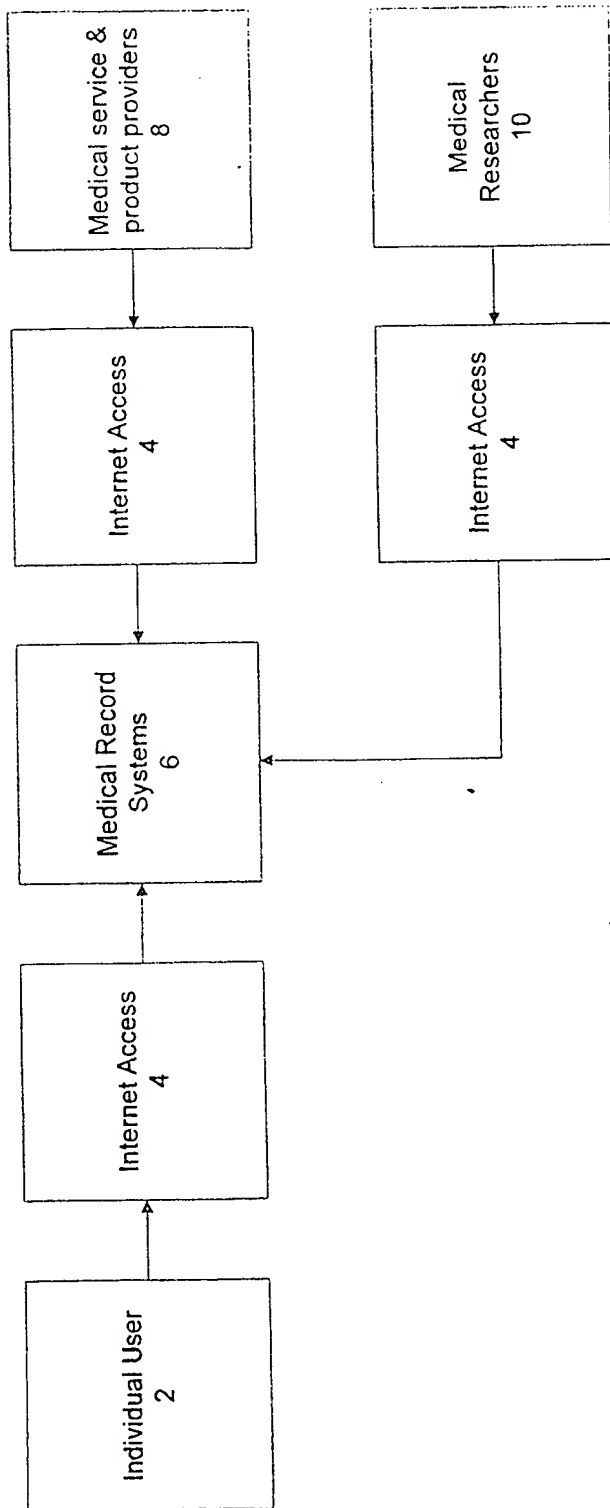 Individual User
2
Internet Access
4
Medical Record
Systems
6
Internet Access
4
Medical service &
product providers
8
Internet Access
4
Medical
Researchers
10